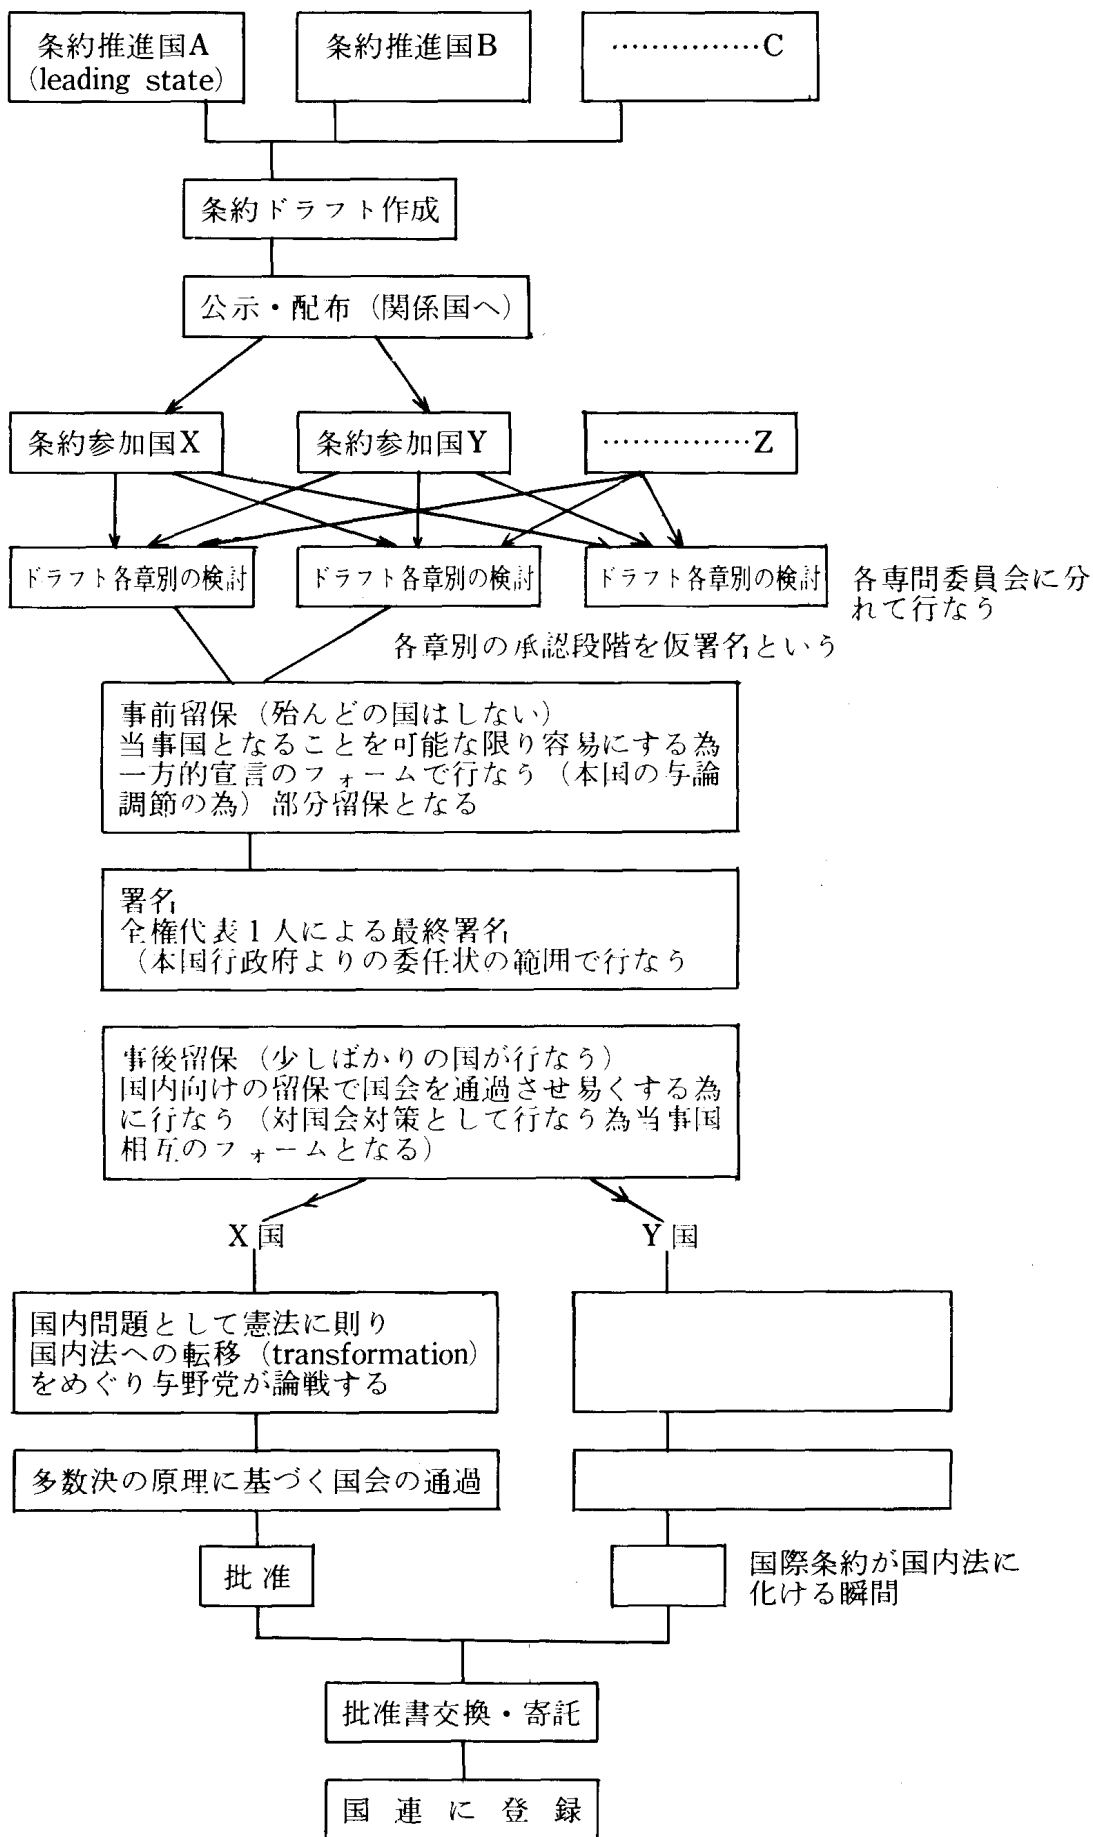 条約推進国A
(leading state)
条約推進国B
……………C
条約ドラフト作成
公示・配布(関係国へ)
条約参加国X
条約参加国Y
……………Z
ドラフト各章別の検討
ドラフト各章別の検討
ドラフト各章別の検討
各専問委員会に分
れて行なう
各章別の承認段階を仮署名という
事前留保(殆んどの国はしない)
当事国となることを可能な限り容易にする為
一方的宣言のフォームで行なう(本国の与論
調節の為)部分留保となる
署名
全権代表1人による最終署名
(本国行政府よりの委任状の範囲で行なう
事後留保(少しばかりの国が行なう)
国内向けの留保で国会を通過させ易くする為
に行なう(対国会対策として行なう為当事国
相互のフォームとなる)
X国
Y国
国内問題として憲法に則り
国内法への転移(transformation)
をめぐり与野党が論戦する
多数決の原理に基づく国会の通過
批准
国際条約が国内法に
化ける瞬間
批准書交換・寄託
国連に登録